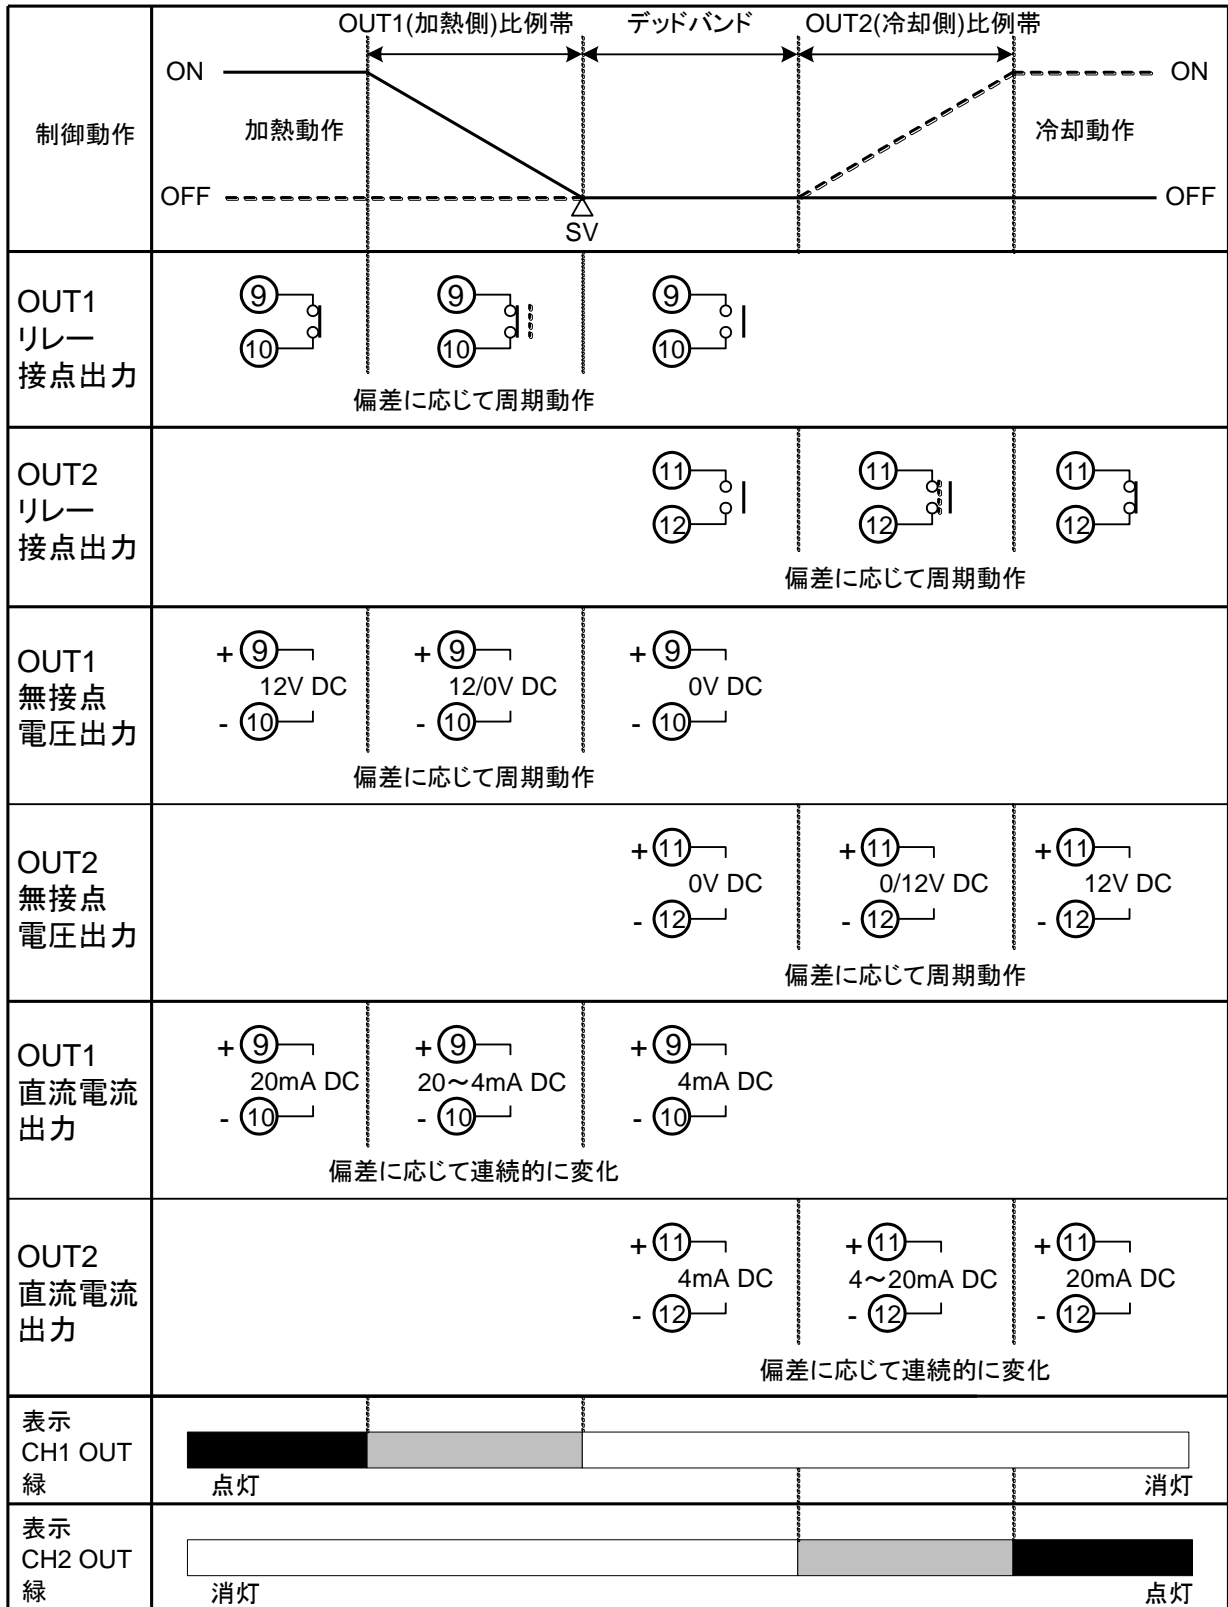 OUT1(加熱側)比例帯 デッドバンド OUT2(冷却側)比例帯
ON ON
制御動作 加熱動作 冷却動作
OFF OFF
SV
OUT1
リレー
接点出力
9 9 9
10 10 10
偏差に応じて周期動作
OUT2
リレー
接点出力
11 11 11
12 12 12
偏差に応じて周期動作
OUT1
無接点
電圧出力
+ 9 + 9 + 9
12V DC 12/0V DC 0V DC
- 10 - 10 - 10
偏差に応じて周期動作
OUT2
無接点
電圧出力
+ 11 + 11 + 11
0V DC 0/12V DC 12V DC
- 12 - 12 - 12
偏差に応じて周期動作
OUT1
直流電流
出力
+ 9 + 9 + 9
20mA DC 20～4mA DC 4mA DC
- 10 - 10 - 10
偏差に応じて連続的に変化
OUT2
直流電流
出力
+ 11 + 11 + 11
4mA DC 4～20mA DC 20mA DC
- 12 - 12 - 12
偏差に応じて連続的に変化
表示
CH1 OUT
緑
点灯 消灯
表示
CH2 OUT
緑
消灯 点灯